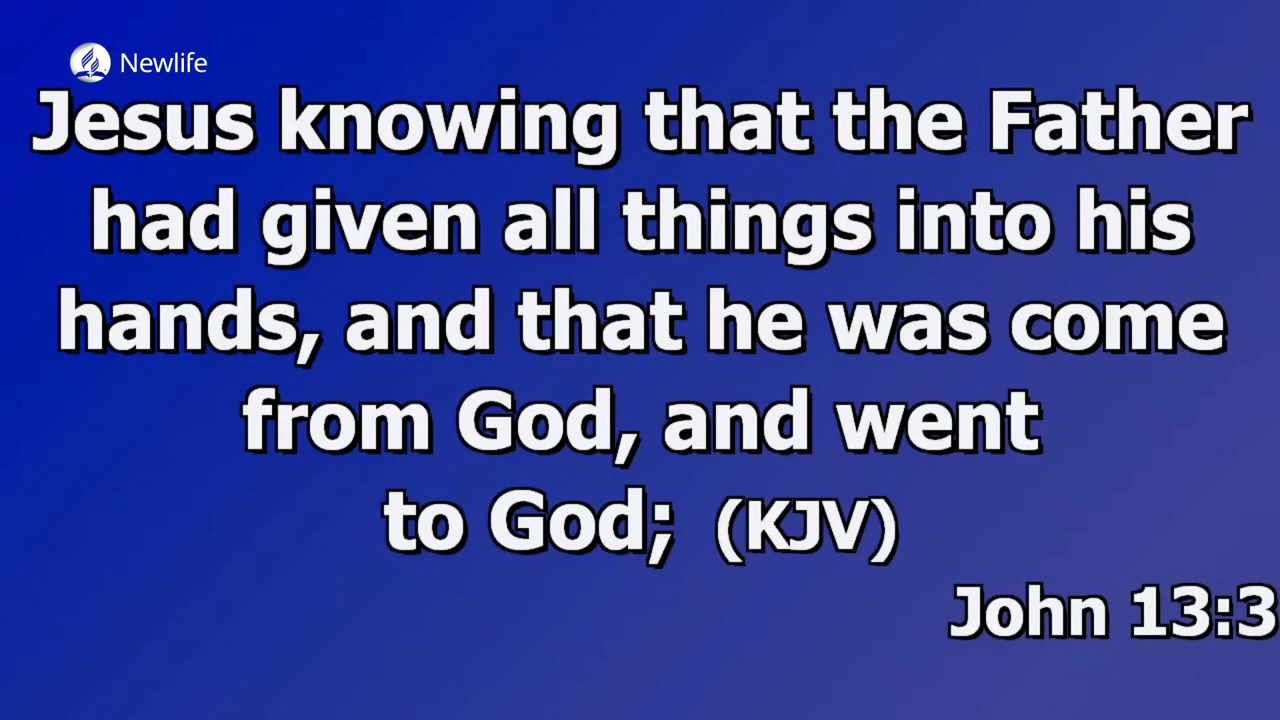 Newlife
Jesus knowing that the Father
had given all things into his
hands, and that he was come
from God, and went
to God; (KJV)
John 13:3